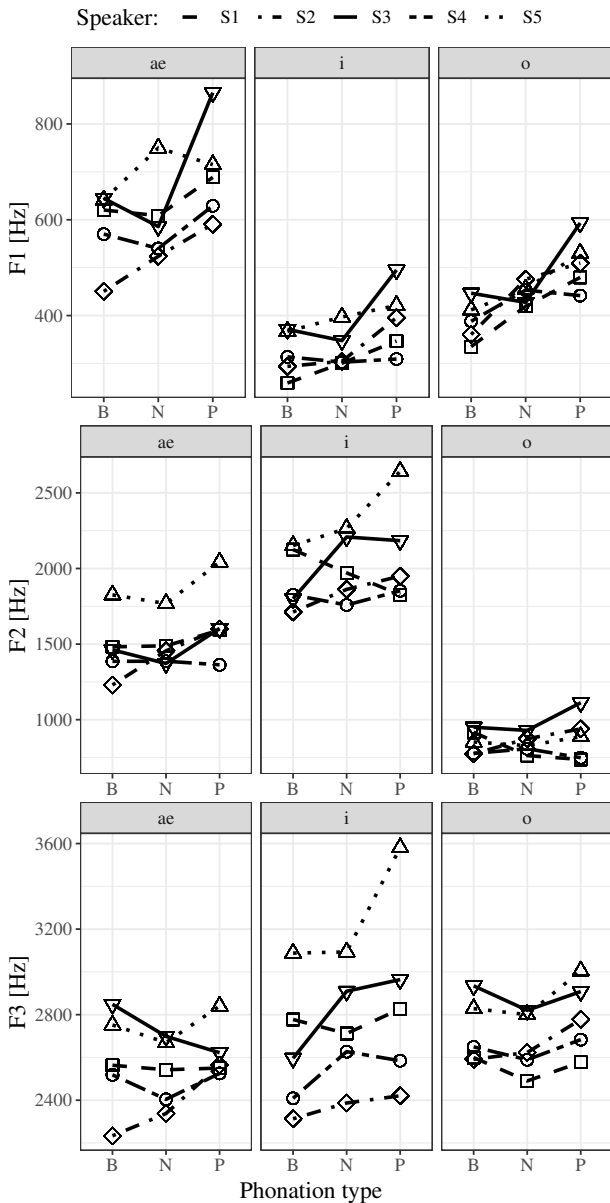 Speaker: S1 S2 S3 S4 S5
ae i o
F1 [Hz]
800
600
400
B N P B N P B N P
ae i o
F2 [Hz]
2500
2000
1500
1000
B N P B N P B N P
ae i o
F3 [Hz]
3600
3200
2800
2400
B N P B N P B N P
Phonation type